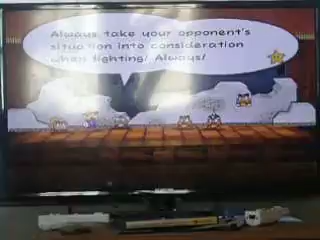 Always take your opponent's
situation into consideration
when fighting! Always!